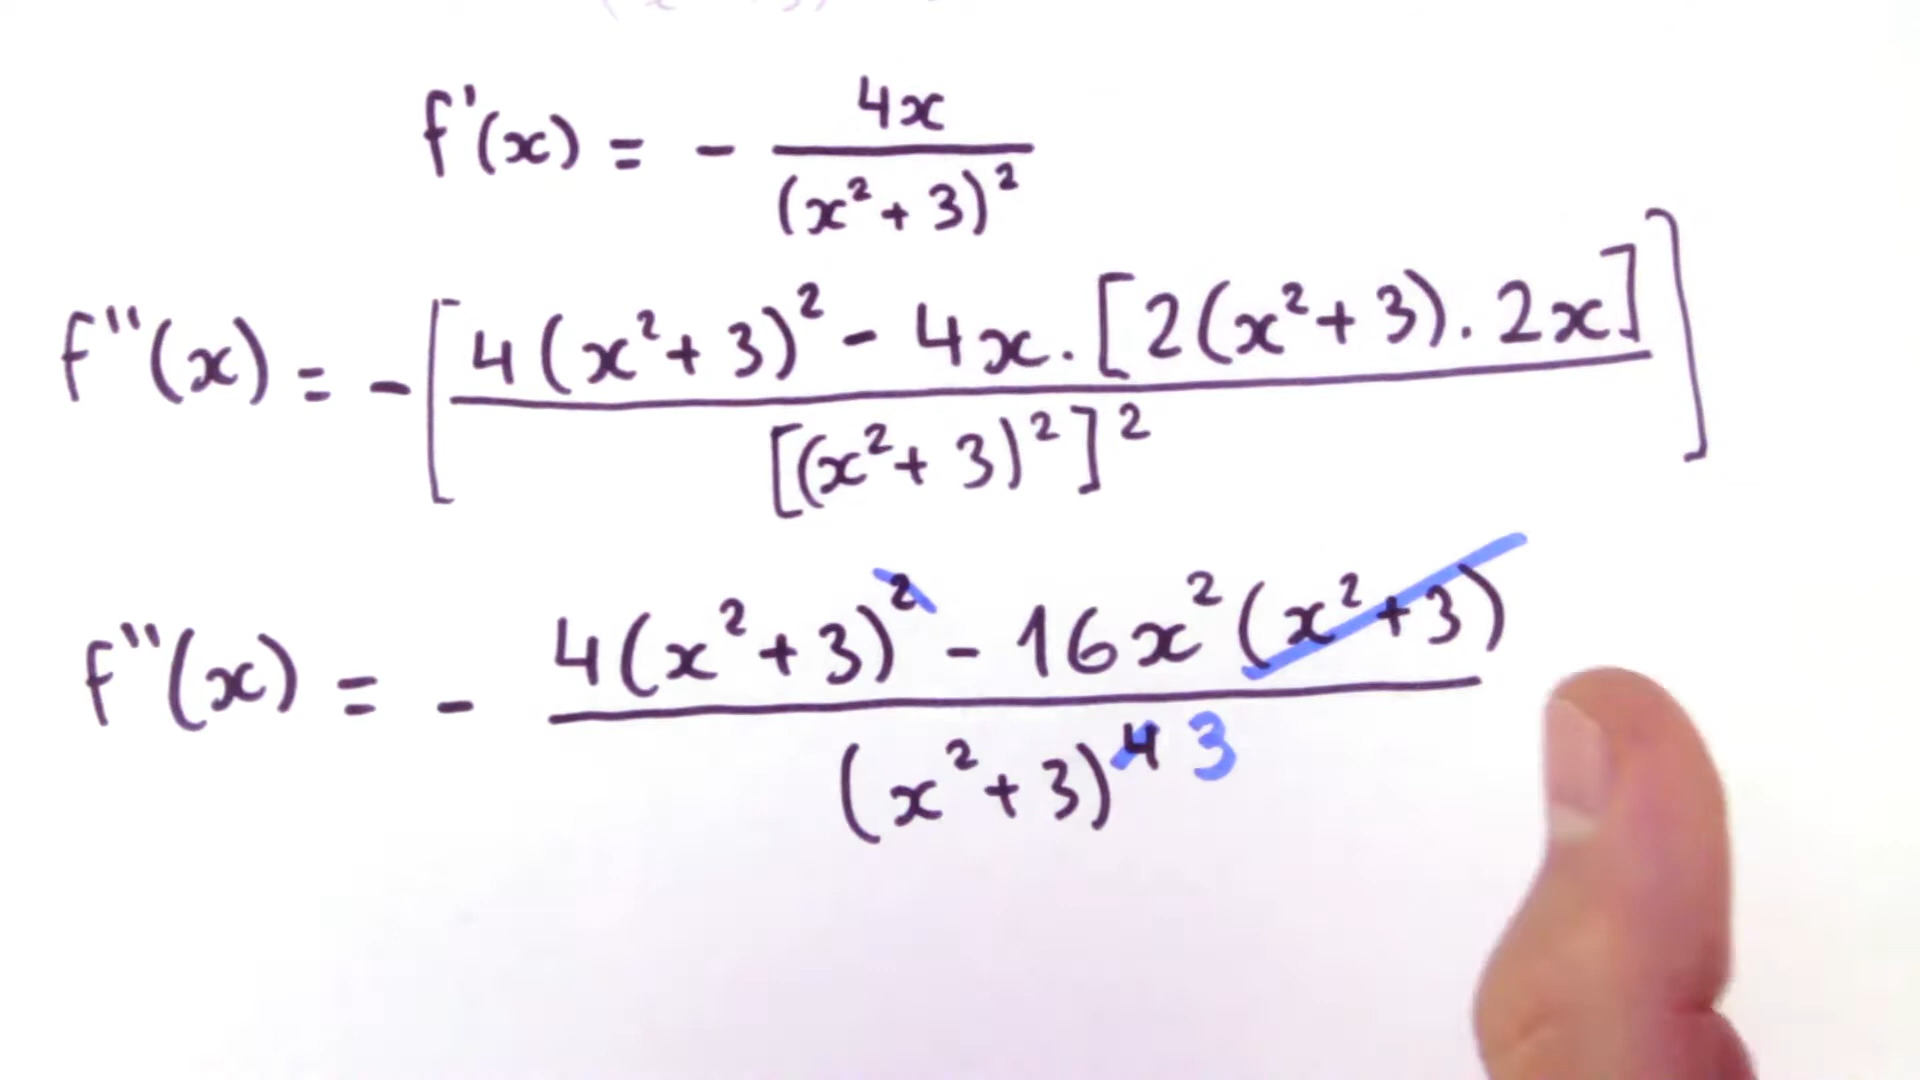 f'(x) = - 4x / (x² + 3)²
f''(x) = - [ 4(x² + 3)² - 4x . [2(x² + 3) . 2x] / [(x² + 3)²]² ]
f''(x) = - 4(x² + 3)² - 16x² (x² + 3) / (x² + 3)⁴ 3